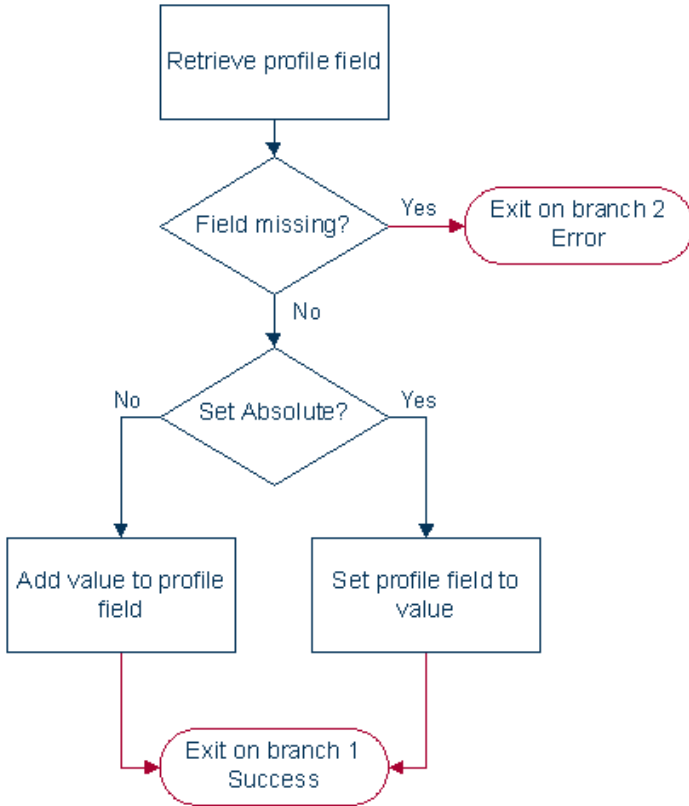 Retrieve profile field
Field missing?
Yes
Exit on branch 2
Error
No
Set Absolute?
No
Yes
Add value to profile
field
Set profile field to
value
Exit on branch 1
Success